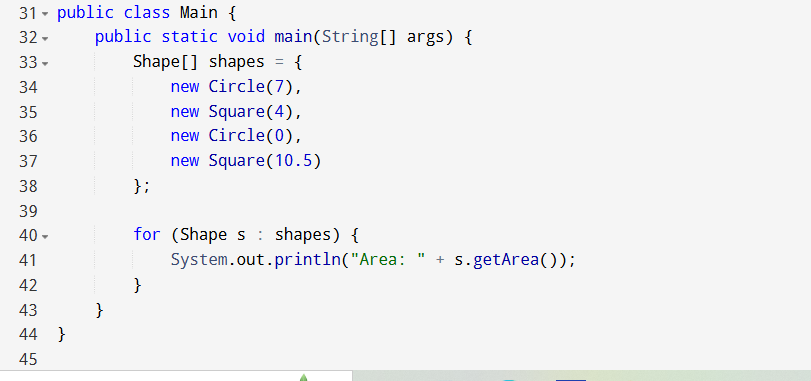 31 public class Main {
32     public static void main(String[] args) {
33         Shape[] shapes = {
34             new Circle(7),
35             new Square(4),
36             new Circle(0),
37             new Square(10.5)
38         };
39
40         for (Shape s : shapes) {
41             System.out.println("Area: " + s.getArea());
42         }
43     }
44 }
45